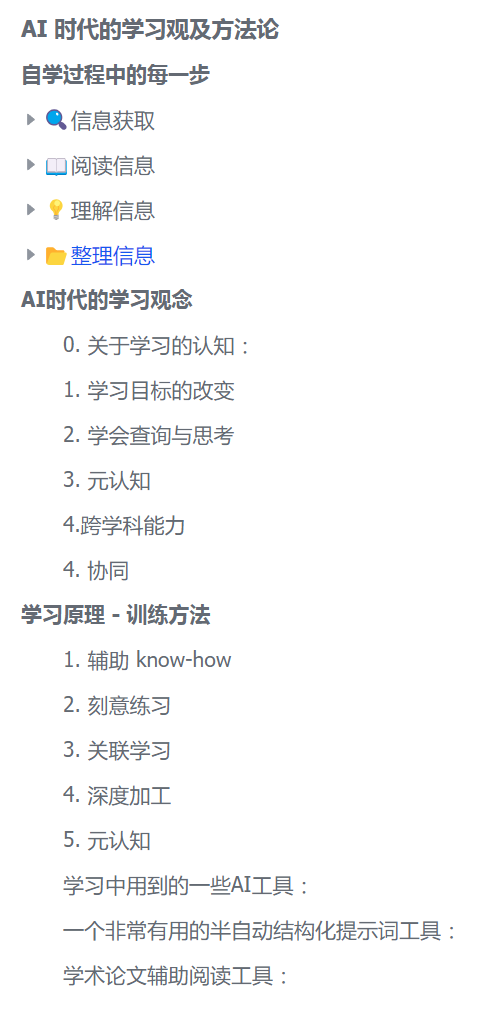 AI 时代的学习观及方法论
自学过程中的每一步
🔍信息获取
📖阅读信息
💡理解信息
📂整理信息
AI时代的学习观念
0. 关于学习的认知：
1. 学习目标的改变
2. 学会查询与思考
3. 元认知
4.跨学科能力
4. 协同
学习原理 - 训练方法
1. 辅助 know-how
2. 刻意练习
3. 关联学习
4. 深度加工
5. 元认知
学习中用到的一些AI工具：
一个非常有用的半自动结构化提示词工具：
学术论文辅助阅读工具：